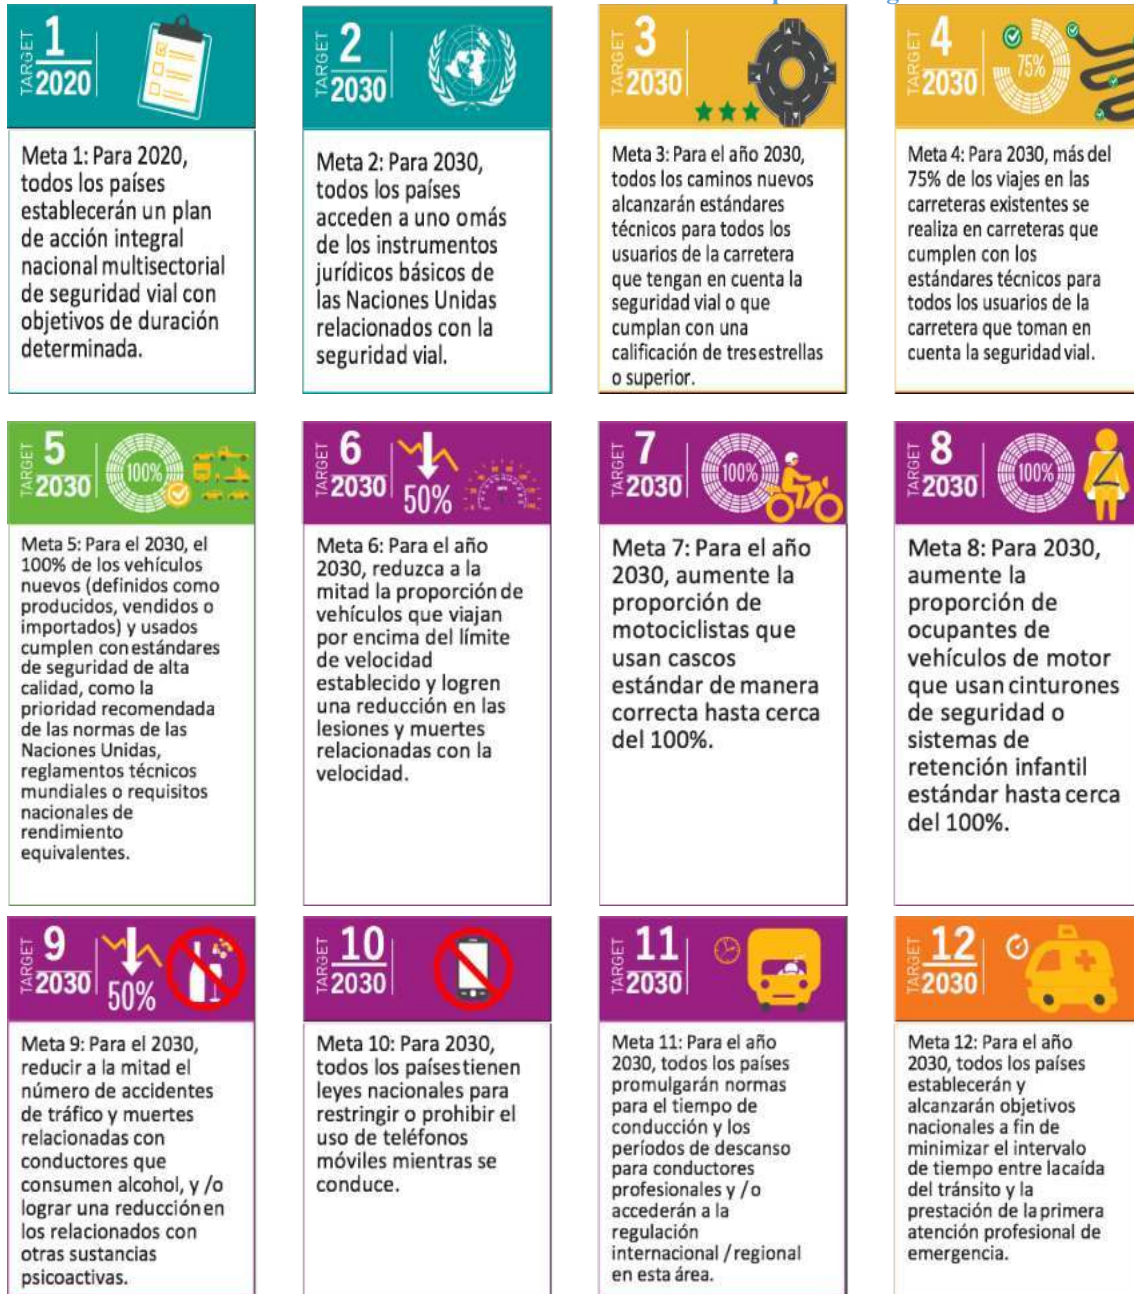 TARGET 1 2020
Meta 1: Para 2020,
todos los países
establecerán un plan
de acción integral
nacional multisectorial
de seguridad vial con
objetivos de duración
determinada.
TARGET 2 2030
Meta 2: Para 2030,
todos los países
acceden a uno omás
de los instrumentos
jurídicos básicos de
las Naciones Unidas
relacionados con la
seguridad vial.
TARGET 3 2030
Meta 3: Para el año 2030,
todos los caminos nuevos
alcanzarán estándares
técnicos para todos los
usuarios de la carretera
que tengan en cuenta la
seguridad vial o que
cumplan con una
calificación de tresestrellas
o superior.
TARGET 4 2030
75%
Meta 4: Para 2030, más del
75% de los viajes en las
carreteras existentes se
realiza en carreteras que
cumplen con los
estándares técnicos para
todos los usuarios de la
carretera que toman en
cuenta la seguridad vial.
TARGET 5 2030
100%
Meta 5: Para el 2030, el
100% de los vehículos
nuevos (definidos como
producidos, vendidos o
importados) y usados
cumplen con estándares
de seguridad de alta
calidad, como la
prioridad recomendada
de las normas de las
Naciones Unidas,
reglamentos técnicos
mundiales o requisitos
nacionales de
rendimiento
equivalentes.
TARGET 6 2030
50%
Meta 6: Para el año
2030, reduzca a la
mitad la proporción de
vehículos que viajan
por encima del límite
de velocidad
establecido y logren
una reducción en las
lesiones y muertes
relacionadas con la
velocidad.
TARGET 7 2030
100%
Meta 7: Para el año
2030, aumente la
proporción de
motociclistas que
usan cascos
estándar de manera
correcta hasta cerca
del 100%.
TARGET 8 2030
100%
Meta 8: Para 2030,
aumente la
proporción de
ocupantes de
vehículos de motor
que usan cinturones
de seguridad o
sistemas de
retención infantil
estándar hasta cerca
del 100%.
TARGET 9 2030
50%
Meta 9: Para el 2030,
reducir a la mitad el
número de accidentes
de tráfico y muertes
relacionadas con
conductores que
consumen alcohol, y /o
lograr una reducción en
los relacionados con
otras sustancias
psicoactivas.
TARGET 10 2030
Meta 10: Para 2030,
todos los países tienen
leyes nacionales para
restringir o prohibir el
uso de teléfonos
móviles mientras se
conduce.
TARGET 11 2030
Meta 11: Para el año
2030, todos los países
promulgarán normas
para el tiempo de
conducción y los
períodos de descanso
para conductores
profesionales y /o
accederán a la
regulación
internacional / regional
en esta área.
TARGET 12 2030
Meta 12: Para el año
2030, todos los países
establecerán y
alcanzarán objetivos
nacionales a fin de
minimizar el intervalo
de tiempo entre lacaída
del tránsito y la
prestación de la primera
atención profesional de
emergencia.